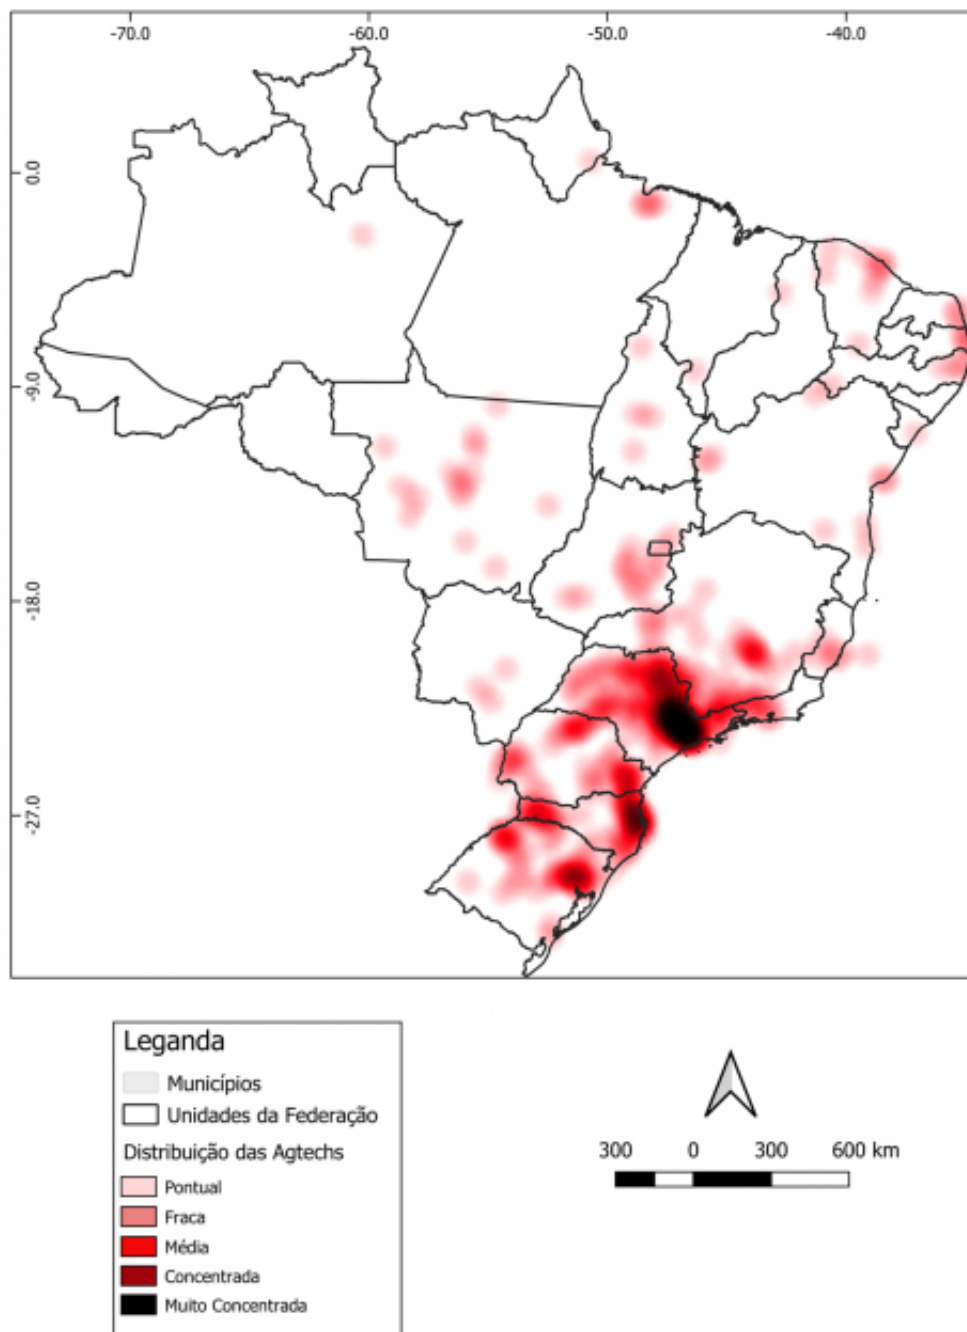 -70.0 -60.0 -50.0 -40.0
0.0
-9.0
-18.0
-27.0
Leganda
Municípios
Unidades da Federação
Distribuição das Agtechs
Pontual
Fraca
Média
Concentrada
Muito Concentrada
300 0 300 600 km